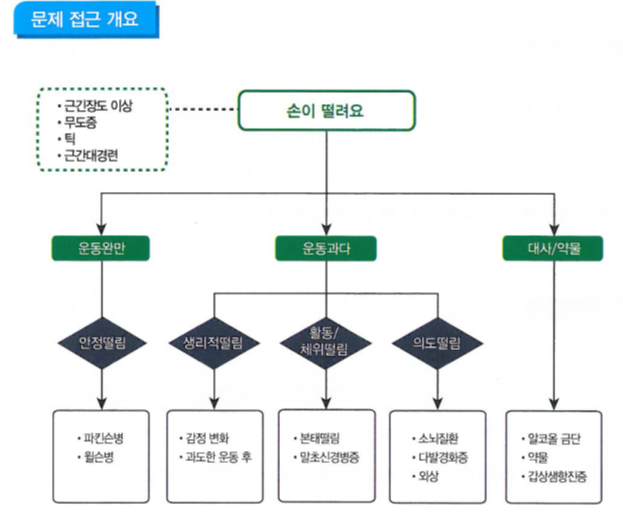 문제 접근 개요
• 근긴장도 이상
• 무도증
• 틱
• 근간대경련
손이 떨려요
운동완만
운동과다
대사/약물
안정떨림
생리적떨림
활동/
체위떨림
의도떨림
• 파킨슨병
• 윌슨병
• 감정 변화
• 과도한 운동 후
• 본태떨림
• 말초신경병증
• 소뇌질환
• 다발경화증
• 외상
• 알코올 금단
• 약물
• 갑상샘항진증